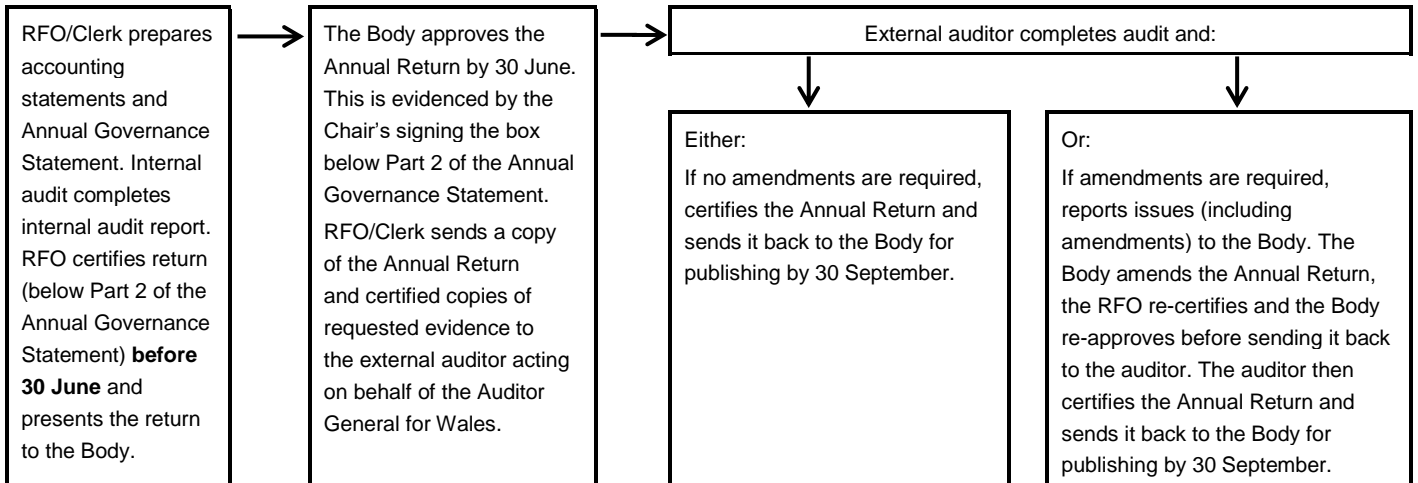 RFO/Clerk prepares
accounting
statements and
Annual Governance
Statement. Internal
audit completes
internal audit report.
RFO certifies return
(below Part 2 of the
Annual Governance
Statement) before
30 June and
presents the return
to the Body.
The Body approves the
Annual Return by 30 June.
This is evidenced by the
Chair's signing the box
below Part 2 of the Annual
Governance Statement.
RFO/Clerk sends a copy
of the Annual Return
and certified copies of
requested evidence to
the external auditor acting
on behalf of the Auditor
General for Wales.
External auditor completes audit and:
Either:
If no amendments are required,
certifies the Annual Return and
sends it back to the Body for
publishing by 30 September.
Or:
If amendments are required,
reports issues (including
amendments) to the Body. The
Body amends the Annual Return,
the RFO re-certifies and the Body
re-approves before sending it back
to the auditor. The auditor then
certifies the Annual Return and
sends it back to the Body for
publishing by 30 September.